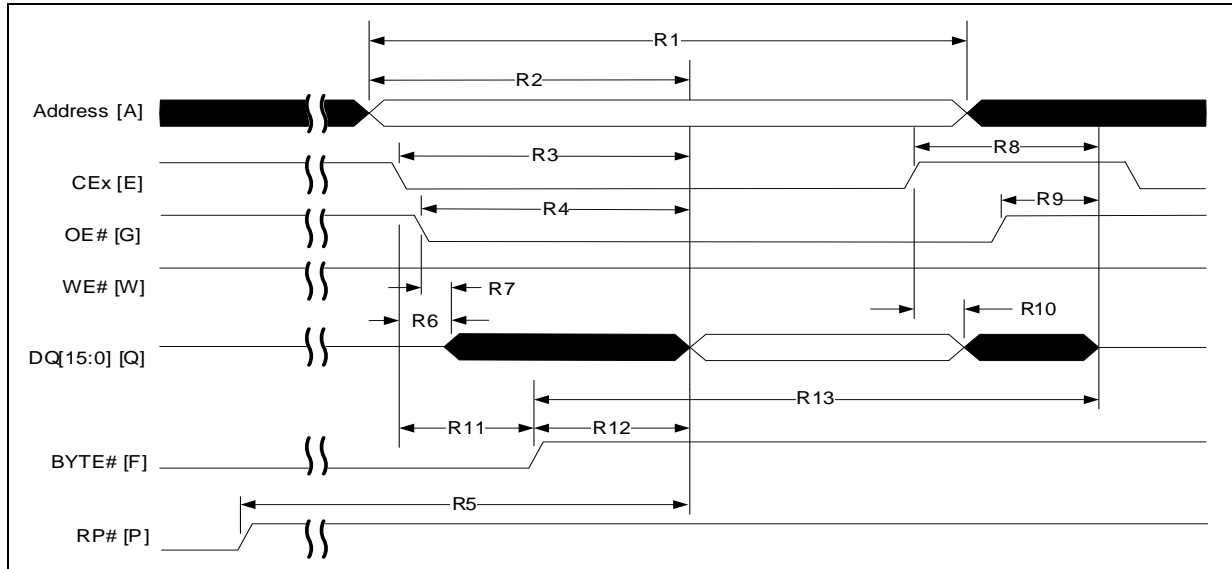 R1
R2
Address [A]
R3
R8
CEx [E]
R4
R9
OE# [G]
WE# [W]
R7
R6
R10
DQ[15:0] [Q]
R13
R11
R12
BYTE# [F]
R5
RP# [P]